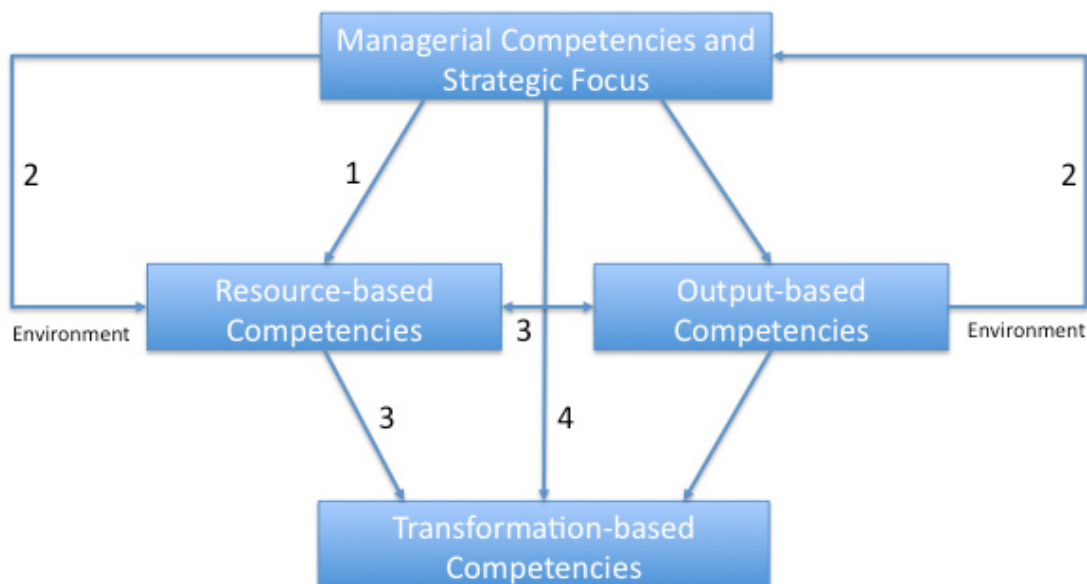 Managerial Competencies and
Strategic Focus
2
1
2
Resource-based
Competencies
Output-based
Competencies
Environment
3
Environment
3
4
Transformation-based
Competencies